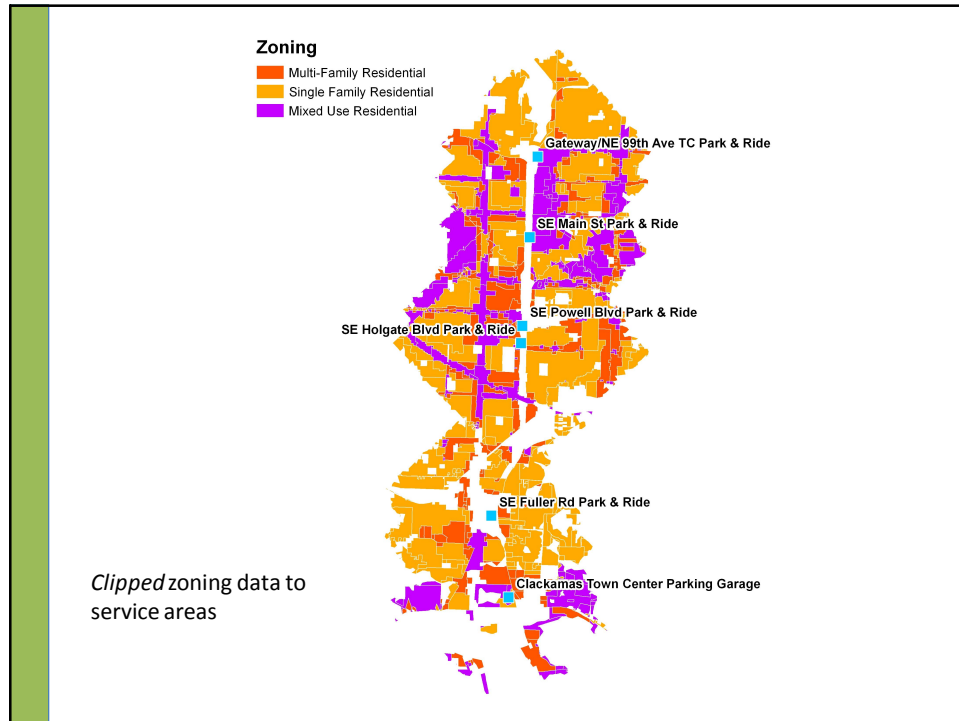 Zoning
Multi-Family Residential
Single Family Residential
Mixed Use Residential
Gateway/NE 99th Ave TC Park & Ride
SE Main St Park & Ride
SE Powell Blvd Park & Ride
SE Holgate Blvd Park & Ride
SE Fuller Rd Park & Ride
Clackamas Town Center Parking Garage
Clipped zoning data to
service areas